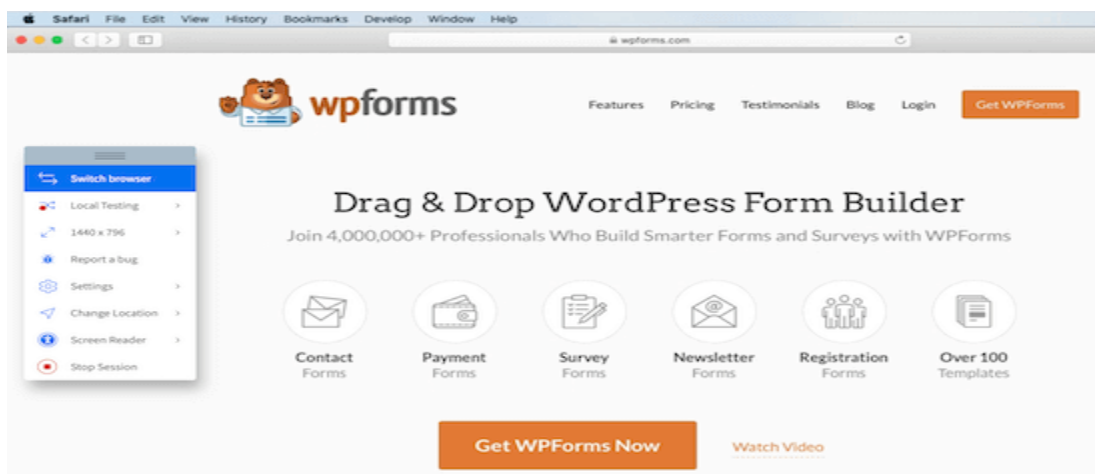 Safari File Edit View History Bookmarks Develop Window Help
wpforms.com
wpforms
Features Pricing Testimonials Blog Login Get WPForms
Switch browser
Local Testing
1440 x 796
Report a bug
Settings
Change Location
Screen Reader
Stop Session
Drag & Drop WordPress Form Builder
Join 4,000,000+ Professionals Who Build Smarter Forms and Surveys with WPForms
Contact Forms
Payment Forms
Survey Forms
Newsletter Forms
Registration Forms
Over 100 Templates
Get WPForms Now
Watch Video